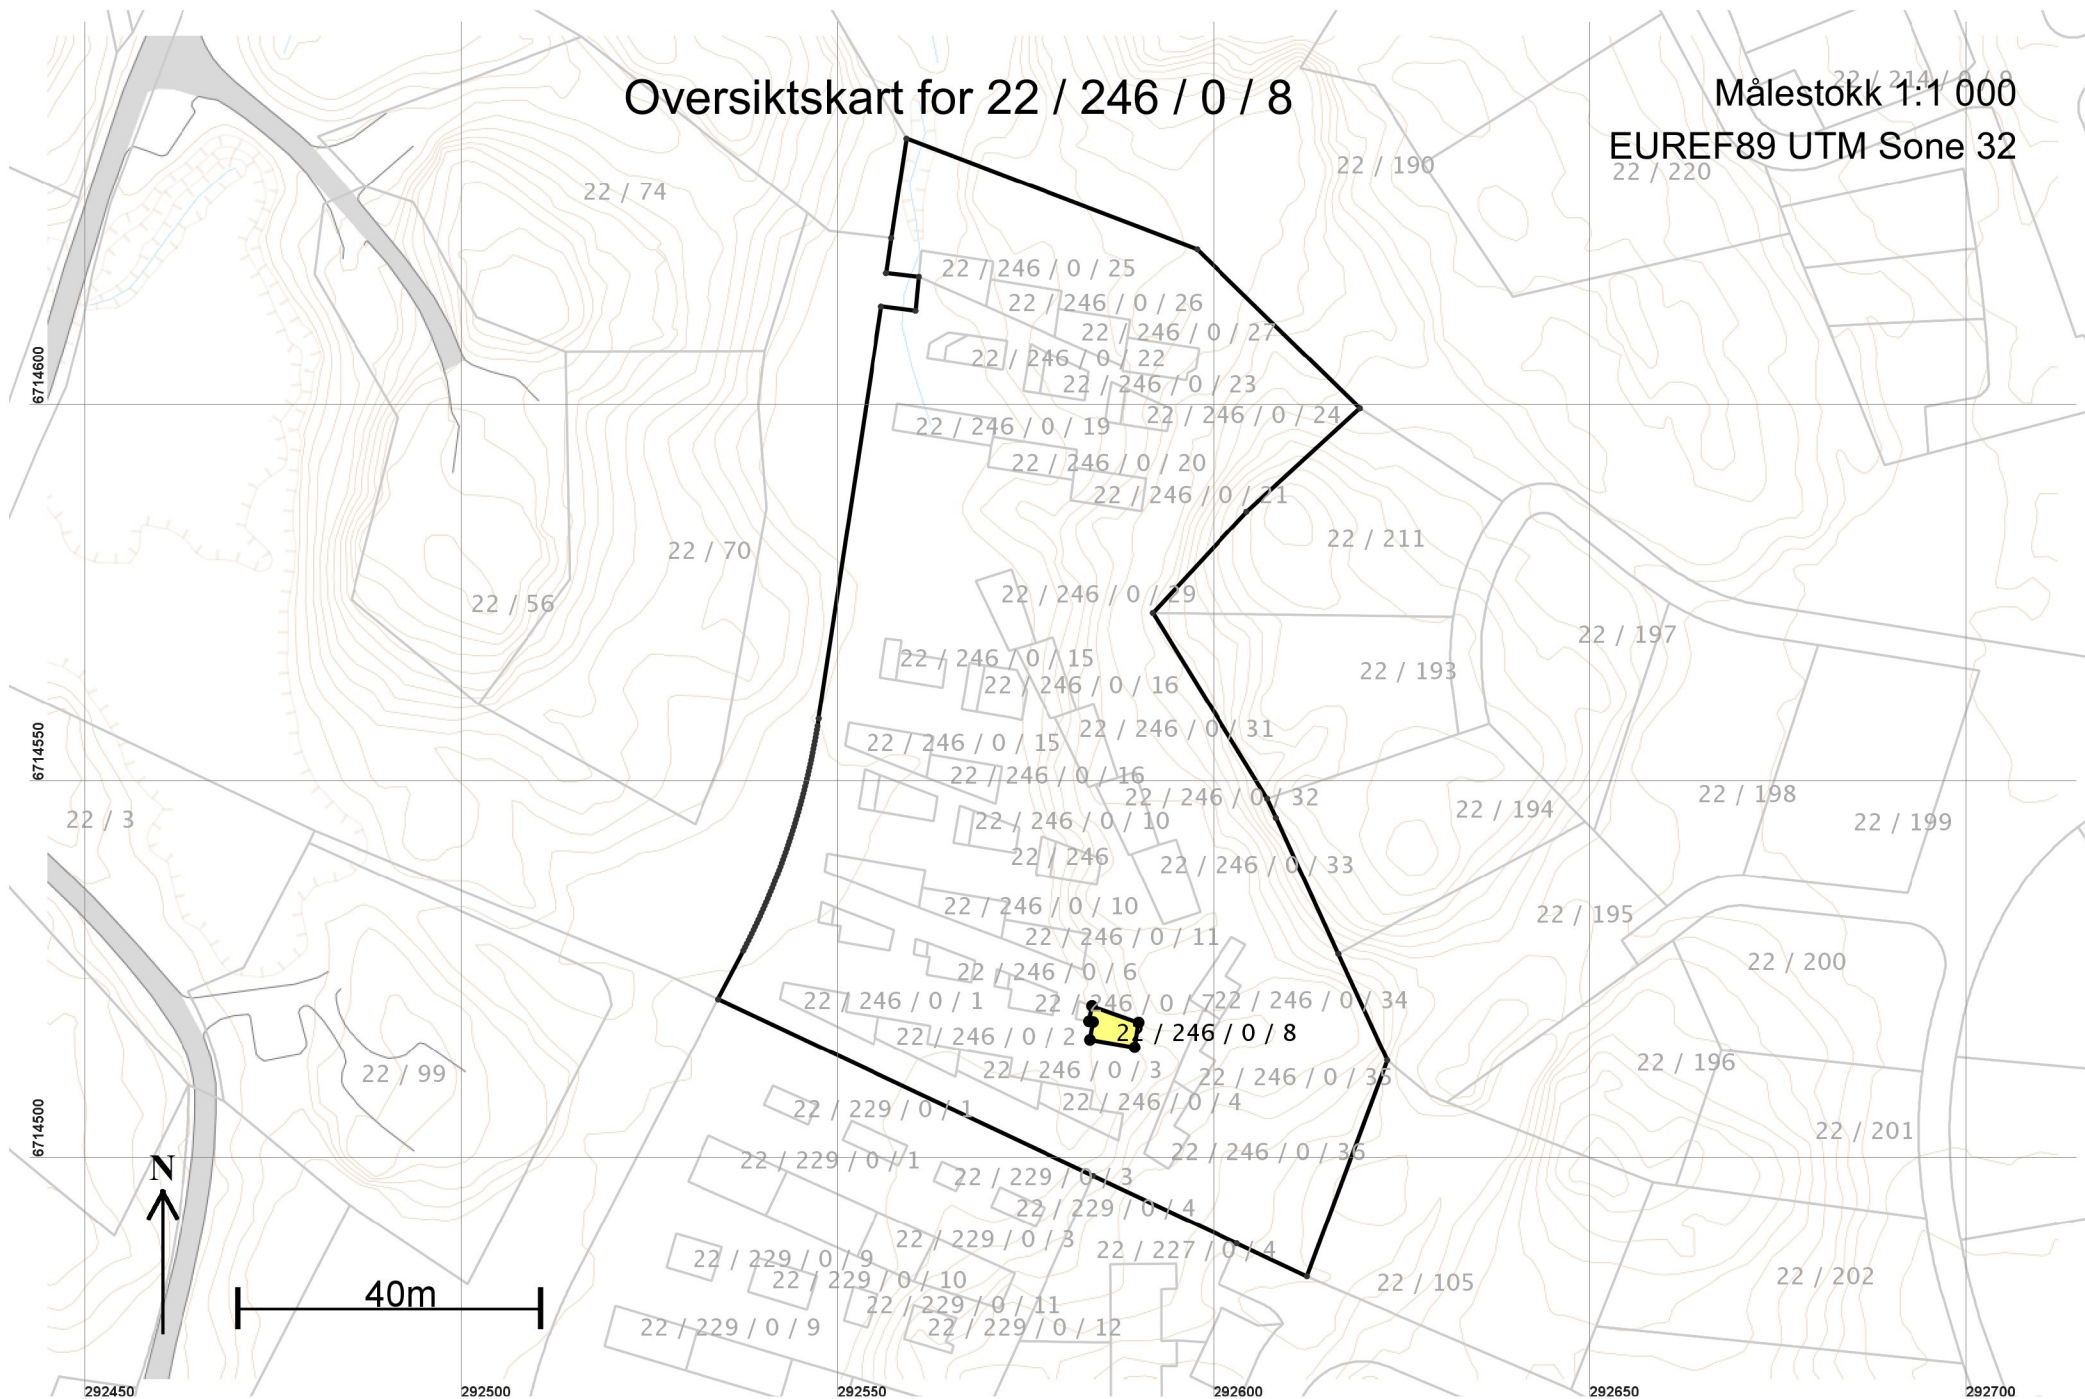 22 / 214 / 0 / 8
Oversiktskart for 22 / 246 / 0 / 8
Målestokk 1:1 000
EUREF89 UTM Sone 32
22 / 190
22 / 220
22 / 74
22 / 246 / 0 / 25
22 / 246 / 0 / 26
22 / 246 / 0 / 27
22 / 246 / 0 / 22
22 / 246 / 0 / 23
6714600
22 / 246 / 0 / 24
22 / 246 / 0 / 19
22 / 246 / 0 / 20
22 / 246 / 0 / 21
22 / 211
22 / 70
22 / 246 / 0 / 29
22 / 56
22 / 197
22 / 246 / 0 / 15
22 / 193
22 / 246 / 0 / 16
22 / 246 / 0 / 31
22 / 246 / 0 / 15
6714550
22 / 246 / 0 / 16
22 / 198
22 / 246 / 0 / 32
22 / 194
22 / 3
22 / 246 / 0 / 10
22 / 199
22 / 246
22 / 246 / 0 / 33
22 / 246 / 0 / 10
22 / 195
22 / 246 / 0 / 11
22 / 200
22 / 246 / 0 / 6
22 / 246 / 0 / 1
22 / 246 / 0 / 7
22 / 246 / 0 / 34
22 / 246 / 0 / 2
22 / 246 / 0 / 8
22 / 196
22 / 246 / 0 / 3
22 / 99
22 / 246 / 0 / 35
22 / 246 / 0 / 4
22 / 229 / 0 / 1
6714500
22 / 201
22 / 246 / 0 / 36
22 / 229 / 0 / 1
N
22 / 229 / 0 / 3
22 / 229 / 0 / 4
22 / 229 / 0 / 3
22 / 227 / 0 / 4
22 / 229 / 0 / 9
22 / 229 / 0 / 10
22 / 105
22 / 202
40m
22 / 229 / 0 / 11
22 / 229 / 0 / 9
22 / 229 / 0 / 12
292450
292500
292550
292600
292650
292700